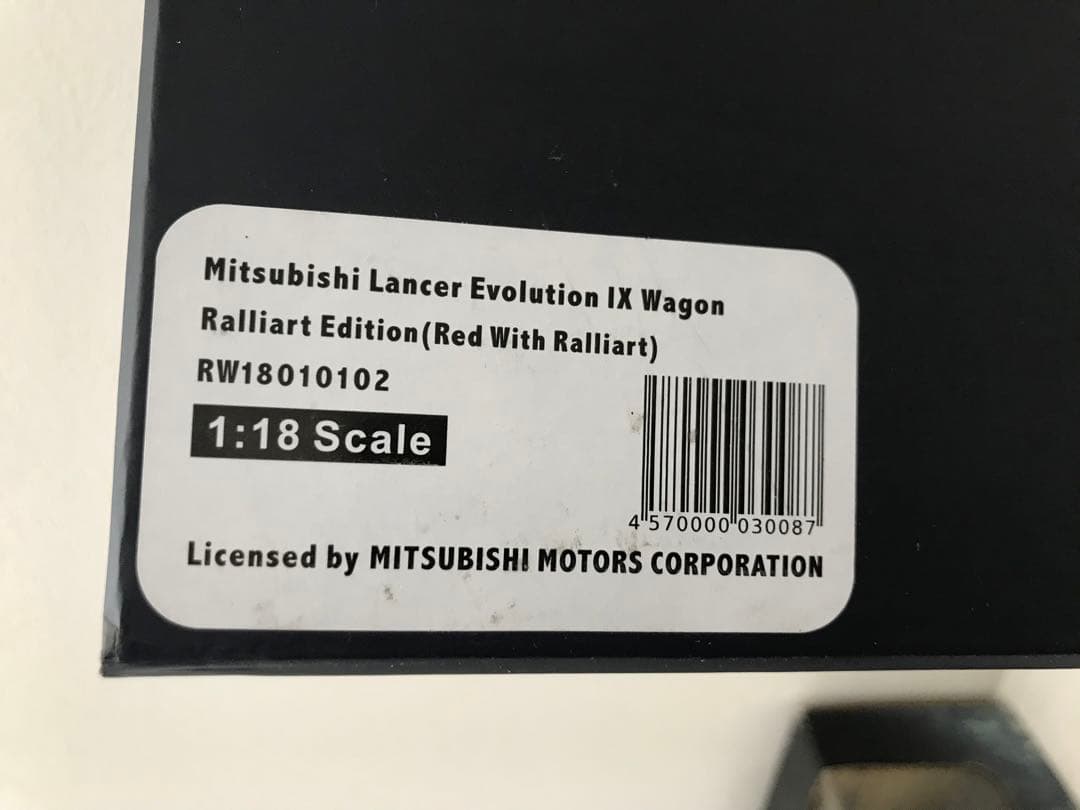 Mitsubishi Lancer Evolution IX Wagon
Ralliart Edition(Red With Ralliart)
RW18010102
1:18 Scale
4 570000 030087
Licensed by MITSUBISHI MOTORS CORPORATION